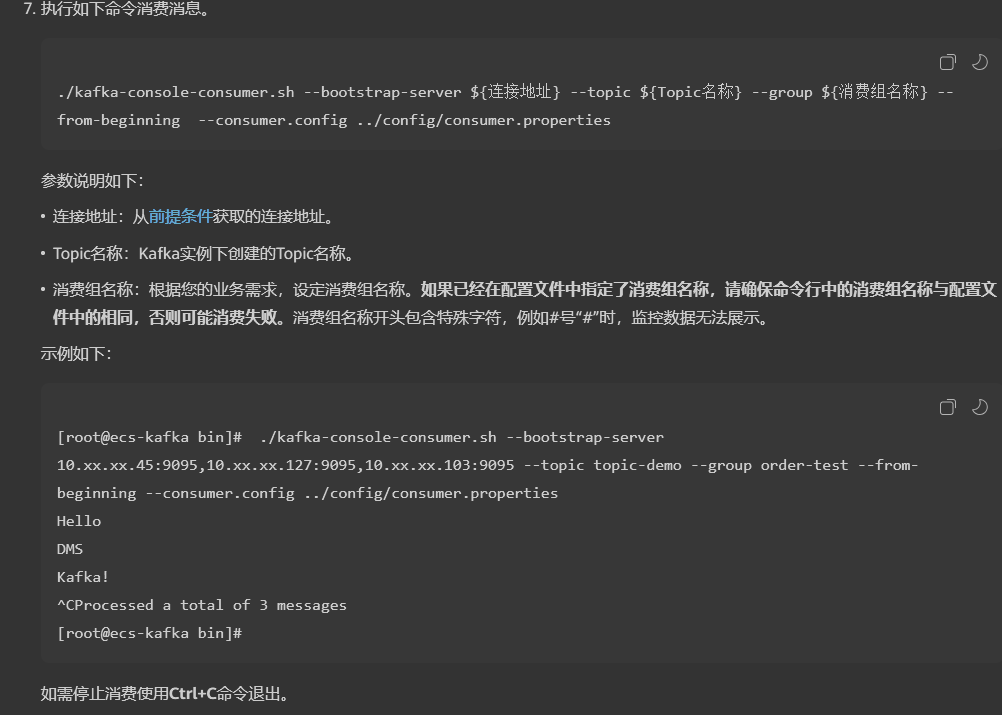 7. 执行如下命令消费消息。
./kafka-console-consumer.sh --bootstrap-server ${连接地址} --topic ${Topic名称} --group ${消费组名称} --
from-beginning  --consumer.config ../config/consumer.properties
参数说明如下：
• 连接地址：从前提条件获取的连接地址。
• Topic名称：Kafka实例下创建的Topic名称。
• 消费组名称：根据您的业务需求，设定消费组名称。如果已经在配置文件中指定了消费组名称，请确保命令行中的消费组名称与配置文
件中的相同，否则可能消费失败。消费组名称开头包含特殊字符，例如#号“#”时，监控数据无法展示。
示例如下：
[root@ecs-kafka bin]#  ./kafka-console-consumer.sh --bootstrap-server
10.xx.xx.45:9095,10.xx.xx.127:9095,10.xx.xx.103:9095 --topic topic-demo --group order-test --from-
beginning --consumer.config ../config/consumer.properties
Hello
DMS
Kafka!
^CProcessed a total of 3 messages
[root@ecs-kafka bin]#
如需停止消费使用Ctrl+C命令退出。